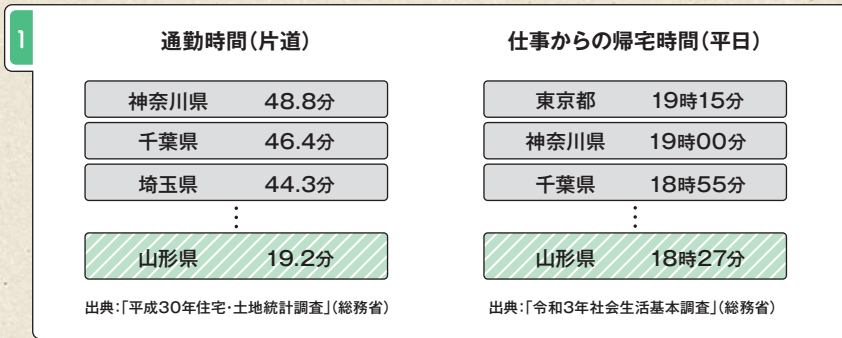 1
通勤時間(片道)
神奈川県 48.8分
千葉県 46.4分
埼玉県 44.3分
⋮
山形県 19.2分
出典:「平成30年住宅・土地統計調査」(総務省)
仕事からの帰宅時間(平日)
東京都 19時15分
神奈川県 19時00分
千葉県 18時55分
⋮
山形県 18時27分
出典:「令和3年社会生活基本調査」(総務省)